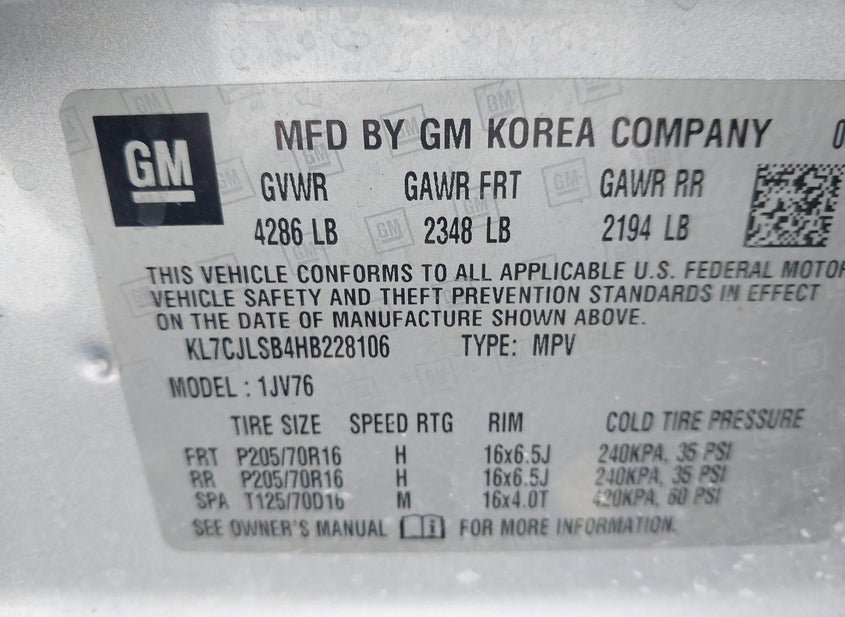 GM
MFD BY GM KOREA COMPANY 0
GVWR GAWR FRT GAWR RR
4286 LB 2348 LB 2194 LB
THIS VEHICLE CONFORMS TO ALL APPLICABLE U.S. FEDERAL MOTOR
VEHICLE SAFETY AND THEFT PREVENTION STANDARDS IN EFFECT
ON THE DATE OF MANUFACTURE SHOWN ABOVE.
KL7CJLSB4HB228106 TYPE: MPV
MODEL : 1JV76
TIRE SIZE SPEED RTG RIM COLD TIRE PRESSURE
FRT P205/70R16 H 16x6.5J 240KPA, 35 PSI
RR P205/70R16 H 16x6.5J 240KPA, 35 PSI
SPA T125/70D16 M 16x4.0T 420KPA, 60 PSI
SEE OWNER'S MANUAL FOR MORE INFORMATION.